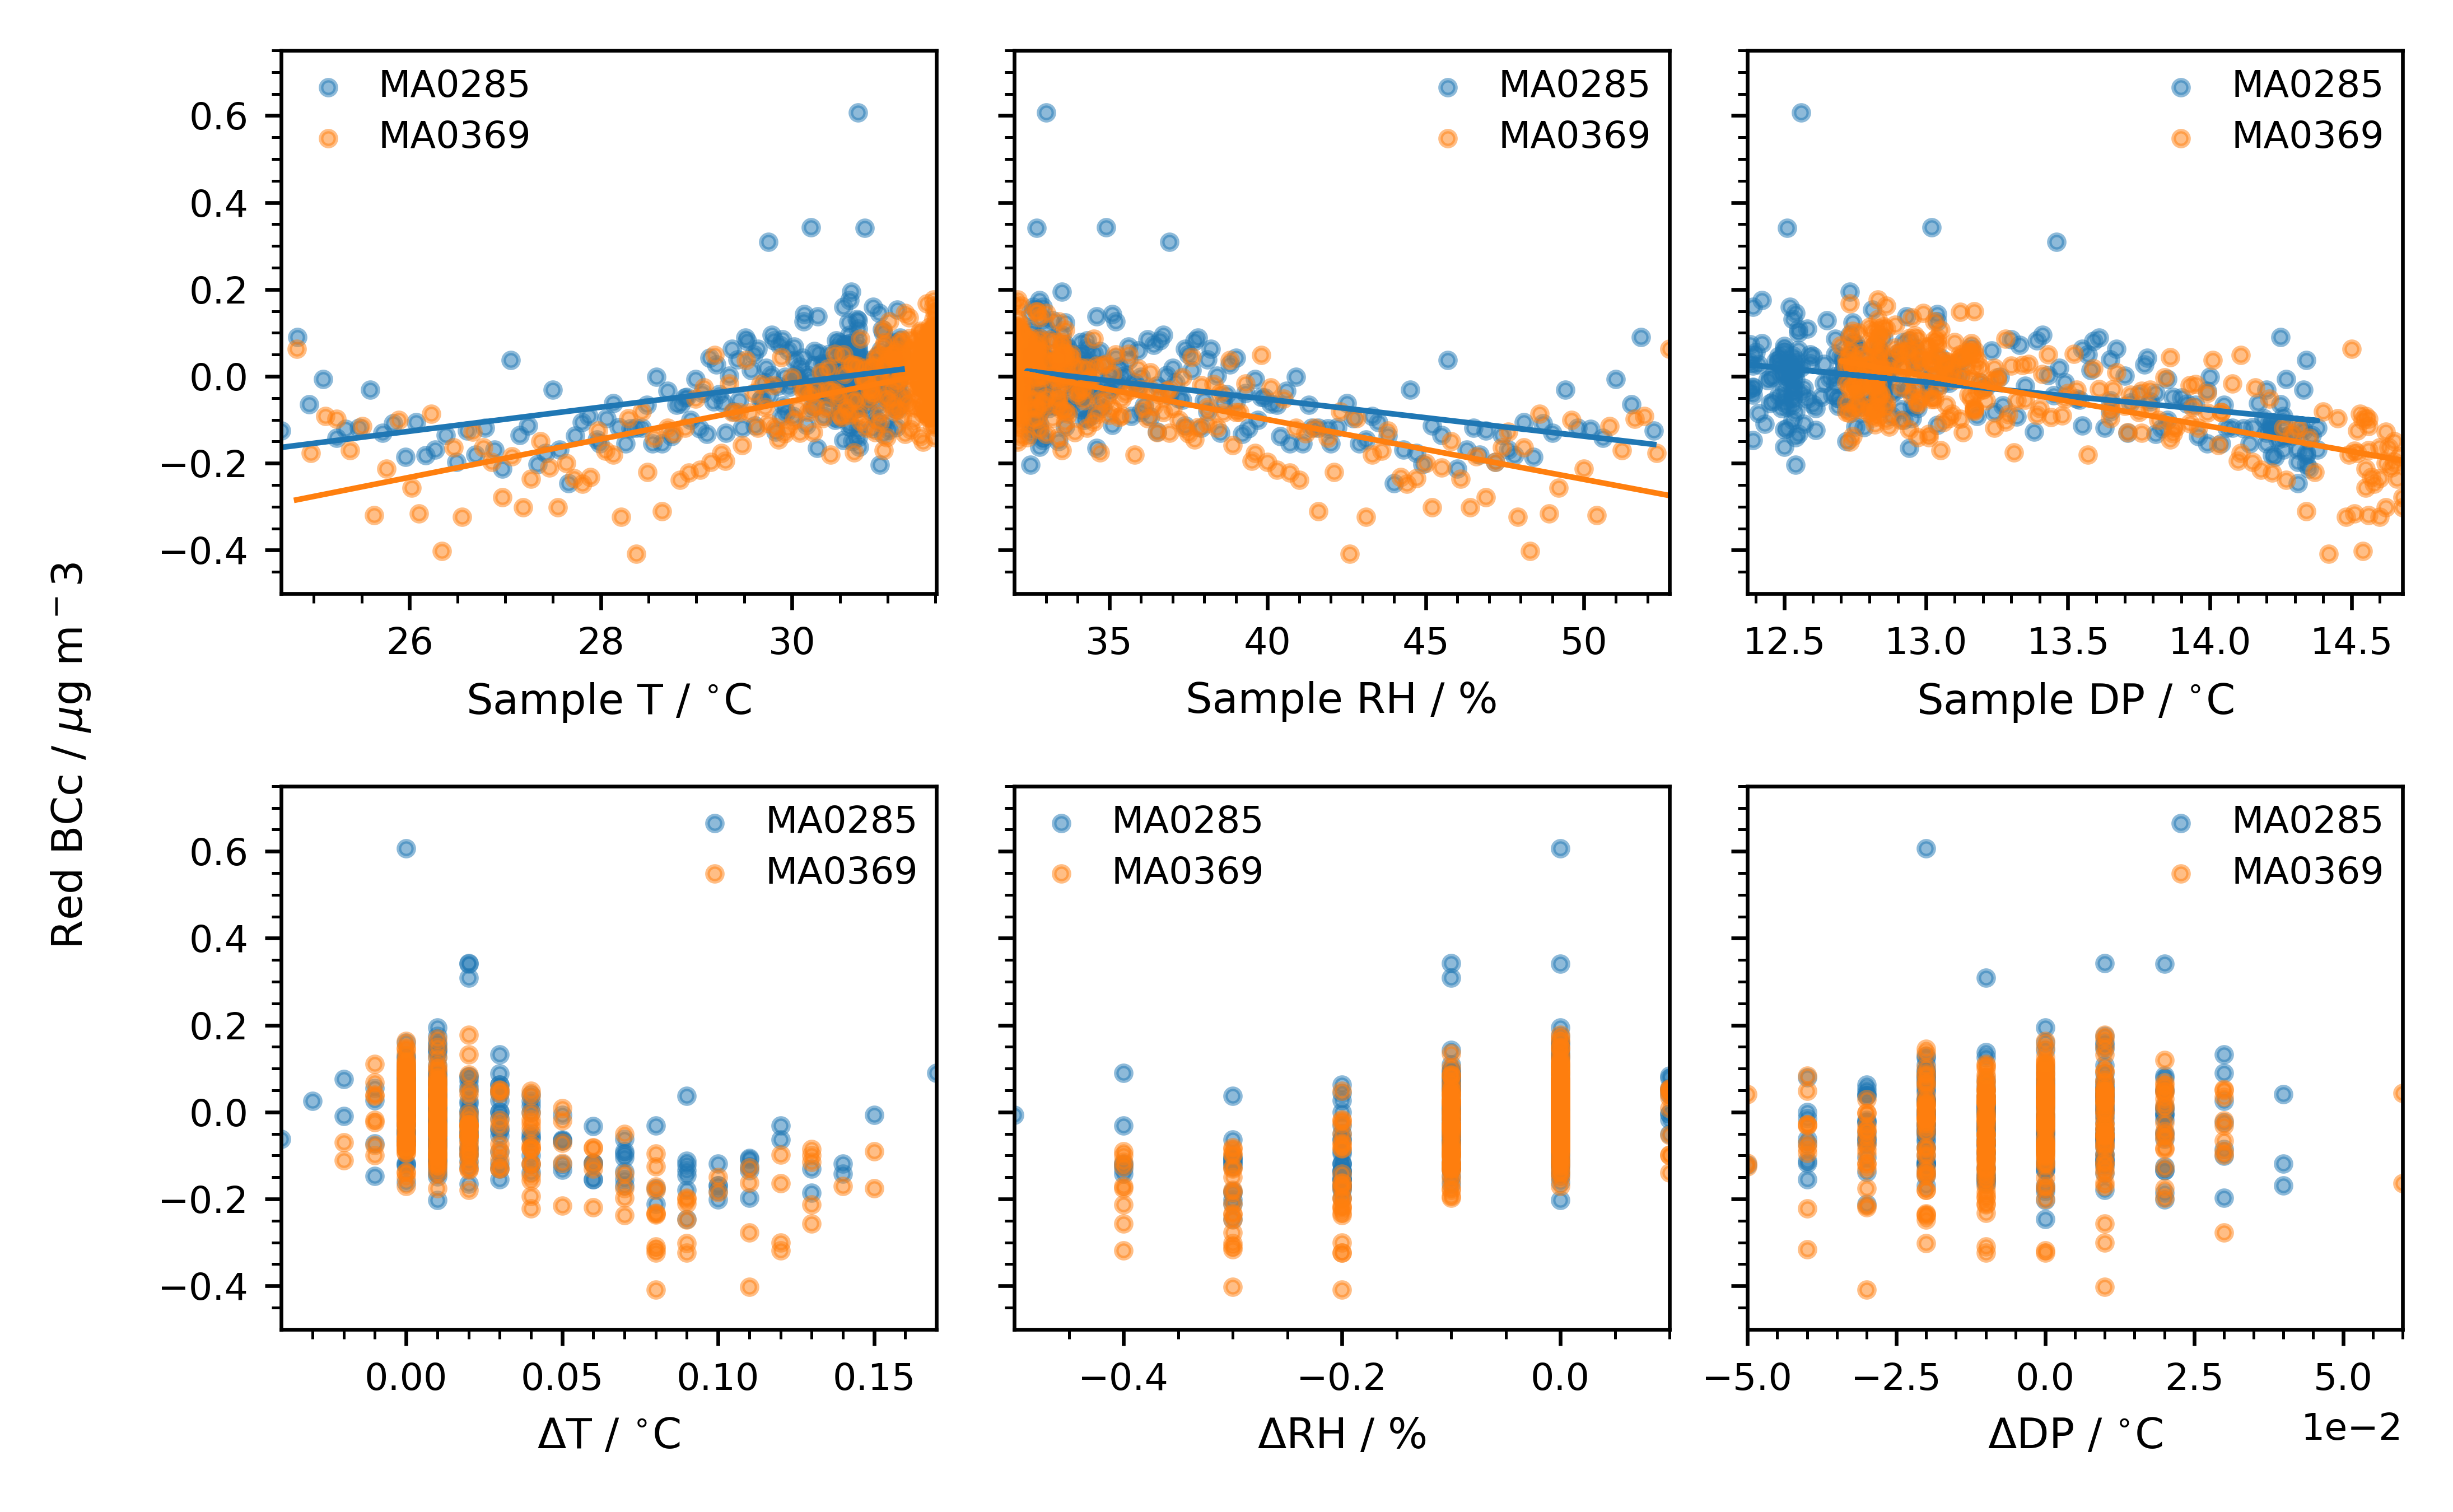 Red BCc / μg m⁻ 3
MA0285
MA0369
0.6
0.4
0.2
0.0
−0.2
−0.4
26 28 30
Sample T / °C
MA0285
MA0369
35 40 45 50
Sample RH / %
MA0285
MA0369
12.5 13.0 13.5 14.0 14.5
Sample DP / °C
MA0285
MA0369
0.6
0.4
0.2
0.0
−0.2
−0.4
0.00 0.05 0.10 0.15
ΔT / °C
MA0285
MA0369
−0.4 −0.2 0.0
ΔRH / %
MA0285
MA0369
−5.0 −2.5 0.0 2.5 5.0
1e−2
ΔDP / °C